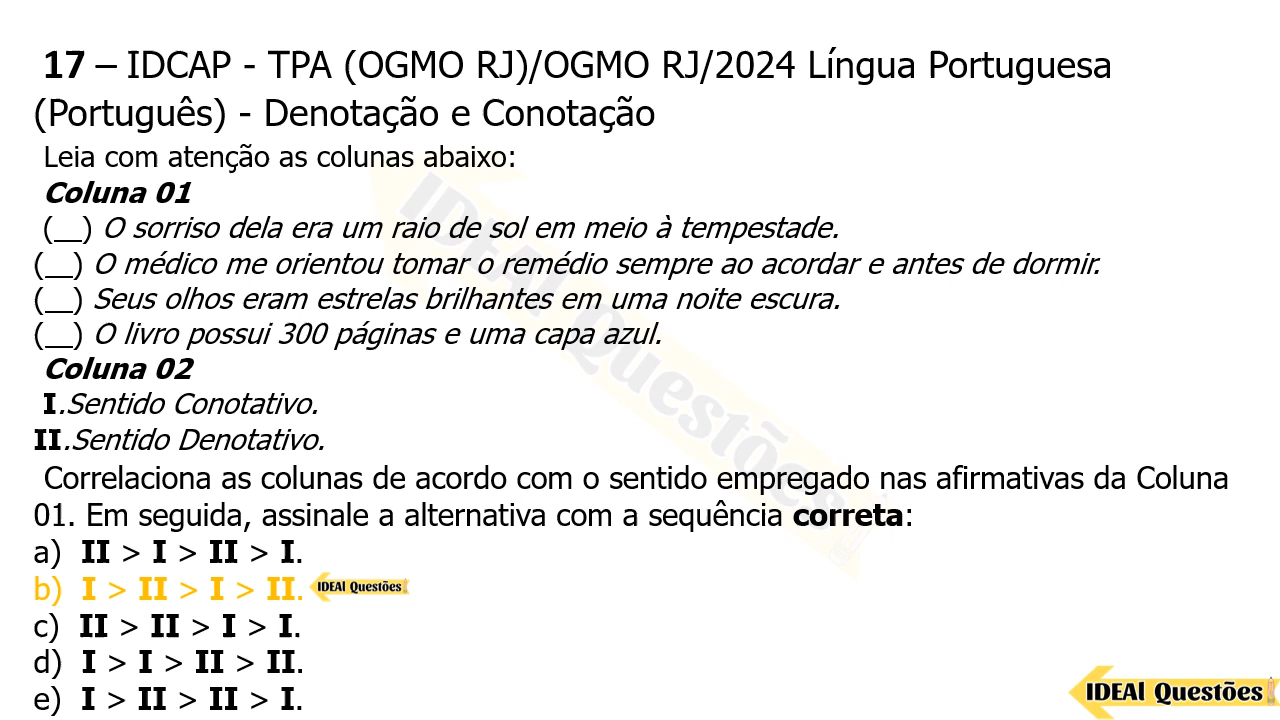 17 – IDCAP - TPA (OGMO RJ)/OGMO RJ/2024 Língua Portuguesa
(Português) - Denotação e Conotação
Leia com atenção as colunas abaixo:
Coluna 01
(__) O sorriso dela era um raio de sol em meio à tempestade.
(__) O médico me orientou tomar o remédio sempre ao acordar e antes de dormir.
(__) Seus olhos eram estrelas brilhantes em uma noite escura.
(__) O livro possui 300 páginas e uma capa azul.
Coluna 02
I.Sentido Conotativo.
II.Sentido Denotativo.
Correlaciona as colunas de acordo com o sentido empregado nas afirmativas da Coluna
01. Em seguida, assinale a alternativa com a sequência correta:
a) II > I > II > I.
b) I > II > I > II. IDEAl Questões
c) II > II > I > I.
d) I > I > II > II.
e) I > II > II > I.
IDEAl Questões
IDEAl Questões